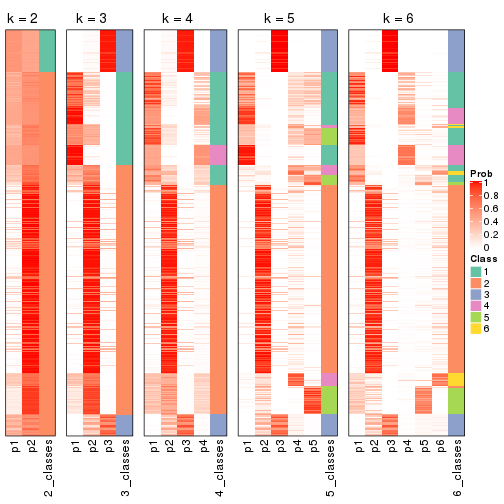 k = 2
k = 3
k = 4
k = 5
k = 6
p1
p2
2_classes
p1
p2
p3
3_classes
p1
p2
p3
p4
4_classes
p1
p2
p3
p4
p5
5_classes
p1
p2
p3
p4
p5
p6
6_classes
Prob
1
0.8
0.6
0.4
0.2
0
Class
1
2
3
4
5
6